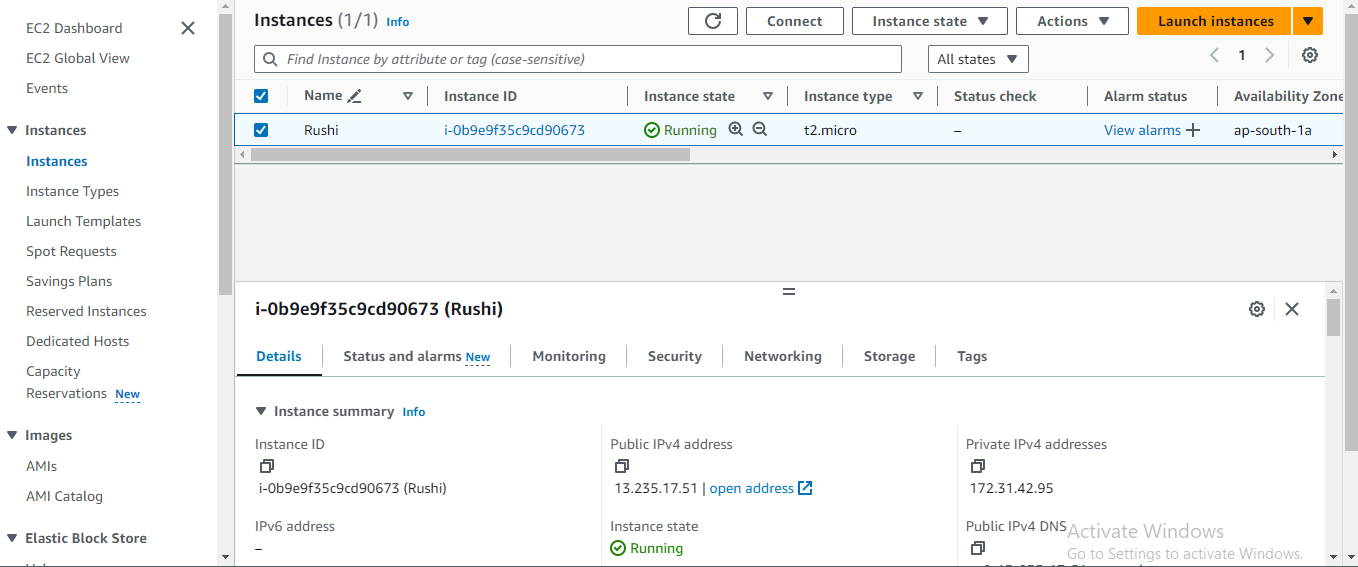 EC2 Dashboard
EC2 Global View
Events
Instances
Instances
Instance Types
Launch Templates
Spot Requests
Savings Plans
Reserved Instances
Dedicated Hosts
Capacity
Reservations New
Images
AMIs
AMI Catalog
Elastic Block Store
Instances (1/1) Info
Connect
Instance state
Actions
Launch instances
Find Instance by attribute or tag (case-sensitive)
All states
1
Name Instance ID Instance state Instance type Status check Alarm status Availability Zone
Rushi i-0b9e9f35c9cd90673 Running t2.micro – View alarms + ap-south-1a
i-0b9e9f35c9cd90673 (Rushi)
Details Status and alarms New Monitoring Security Networking Storage Tags
Instance summary Info
Instance ID
i-0b9e9f35c9cd90673 (Rushi)
Public IPv4 address
13.235.17.51 | open address
Private IPv4 addresses
172.31.42.95
IPv6 address
–
Instance state
Running
Public IPv4 DNS
Activate Windows
Go to Settings to activate Windows.